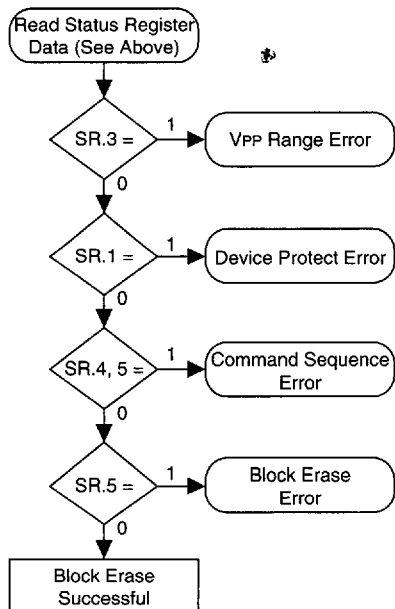 Read Status Register
Data (See Above)
SR.3 =
1
VPP Range Error
0
SR.1 =
1
Device Protect Error
0
SR.4, 5 =
1
Command Sequence
Error
0
SR.5 =
1
Block Erase
Error
0
Block Erase
Successful